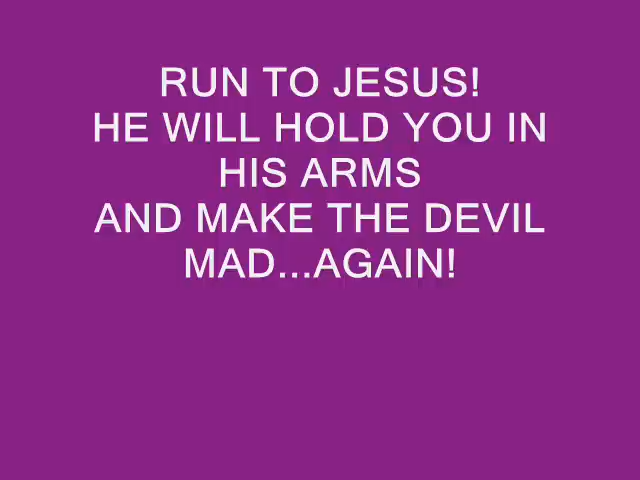 RUN TO JESUS!
HE WILL HOLD YOU IN
HIS ARMS
AND MAKE THE DEVIL
MAD...AGAIN!